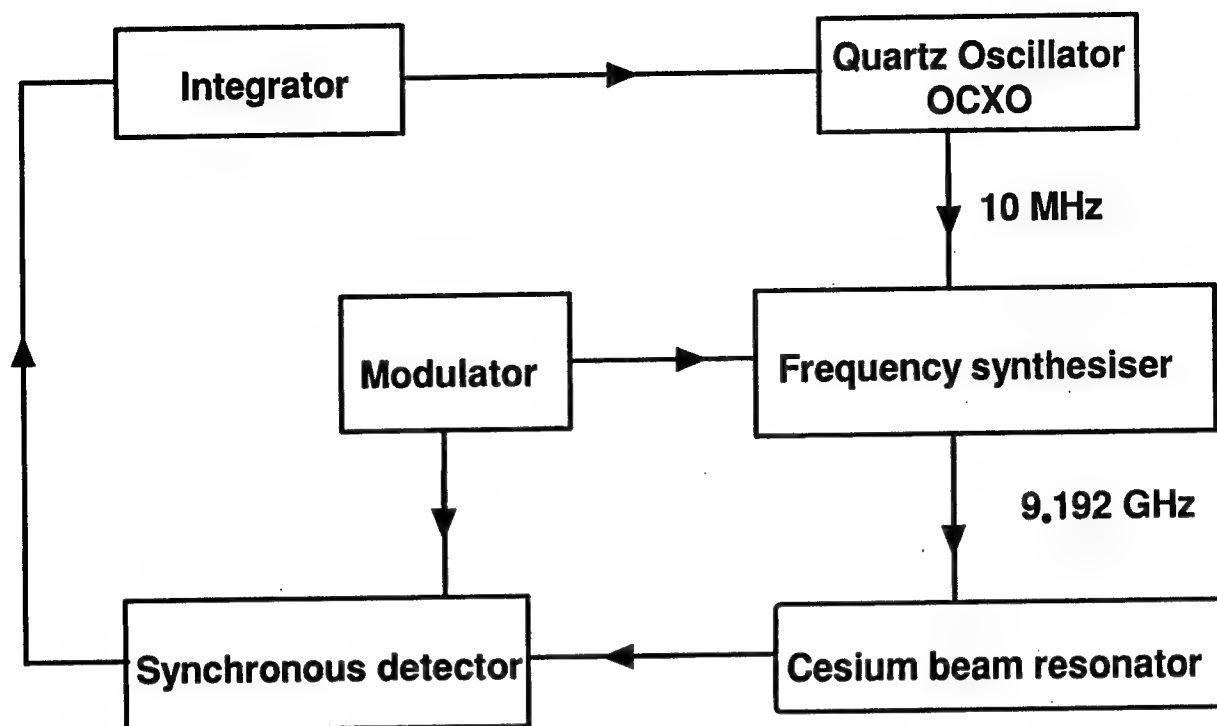 Integrator
Quartz Oscillator
OCXO
10 MHz
Modulator
Frequency synthesiser
9.192 GHz
Synchronous detector
Cesium beam resonator